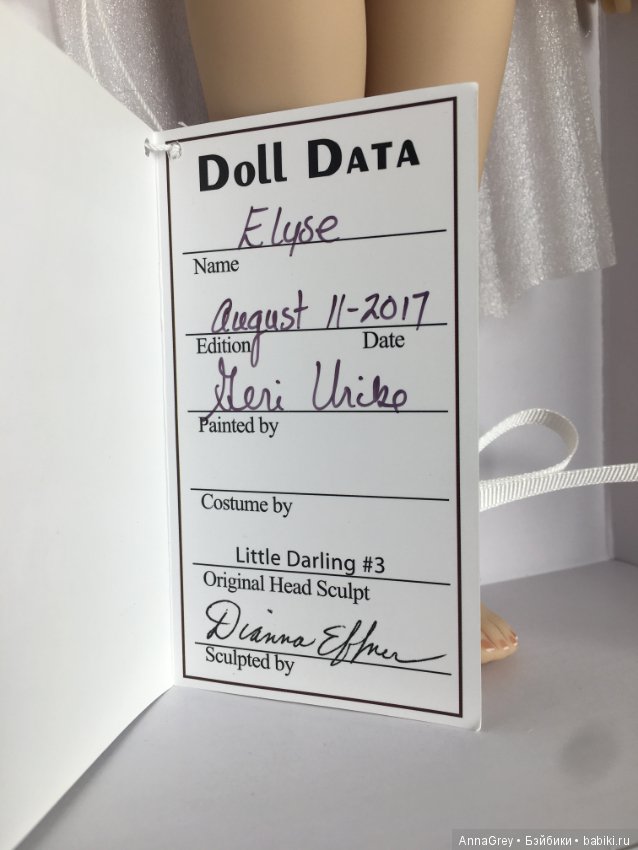 Doll Data
Elyse
Name
August 11-2017
Edition Date
Geri Uribe
Painted by
Costume by
Little Darling #3
Original Head Sculpt
Dianna Effner
Sculpted by
AnnaGrey • Бэйбики • babiki.ru